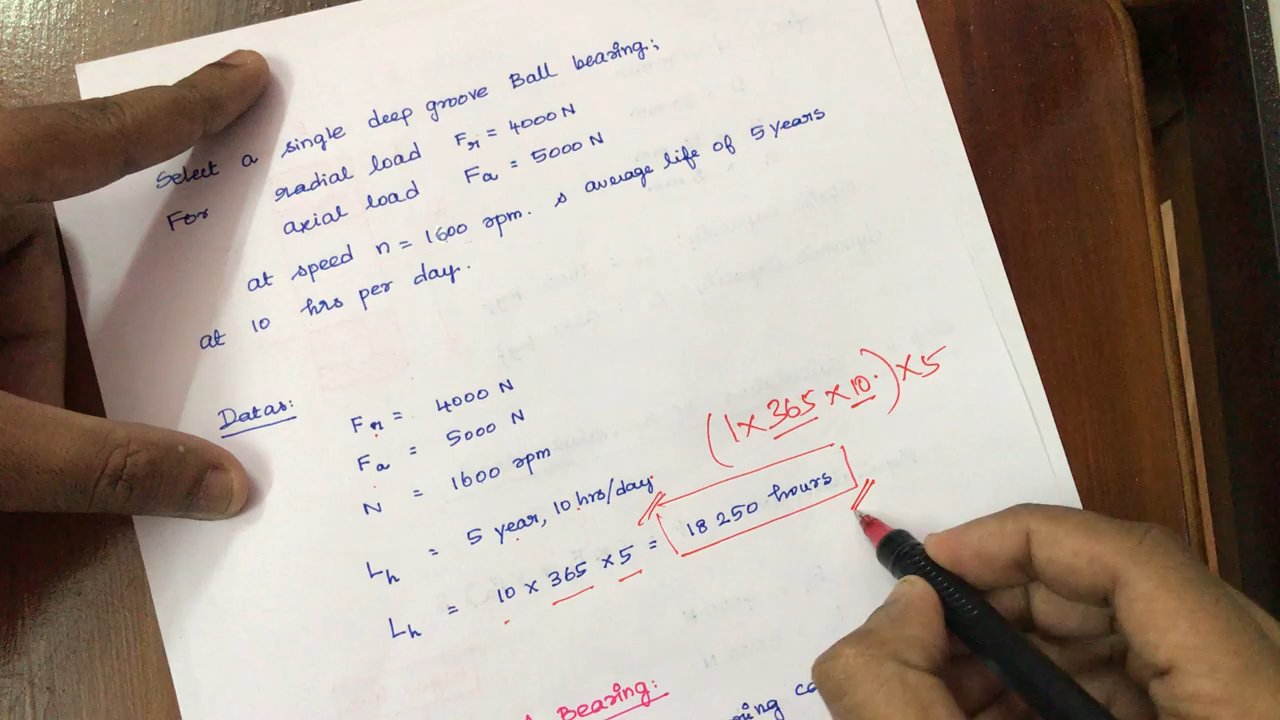 Select a single deep groove Ball bearing;
For radial load Fr = 4000 N
axial load Fa = 5000 N
at speed n = 1600 rpm. & average life of 5 years
at 10 hrs per day.
Datas:
Fr = 4000 N
Fa = 5000 N
N = 1600 rpm
Lh = 5 year, 10 hrs/day
(1 x 365 x 10) x 5
Lh = 10 x 365 x 5 = 18 250 hours
Bearing: